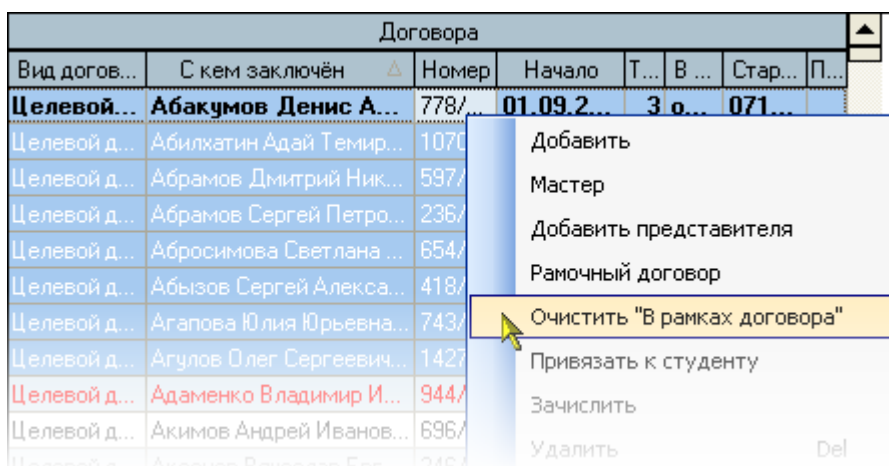 Договора
Вид догов... С кем заключён Номер Начало Т... В ... Стар... П...
Целевой... Абакумов Денис А... 778/... 01.09.2... 3 о... 071...
Целевой д... Абилхатин Адай Темир... 1070
Целевой д... Абрамов Дмитрий Ник... 597/
Целевой д... Абрамов Сергей Петро... 236/
Целевой д... Абросимова Светлана ... 654/
Целевой д... Абызов Сергей Алекса... 418/
Целевой д... Агапова Юлия Юрьевна... 743/
Целевой д... Агулов Олег Сергеевич... 1427
Целевой д... Адаменко Владимир И... 944/
Целевой д... Акимов Андрей Иванов... 696/
Добавить
Мастер
Добавить представителя
Рамочный договор
Очистить "В рамках договора"
Привязать к студенту
Зачислить
Удалить Del